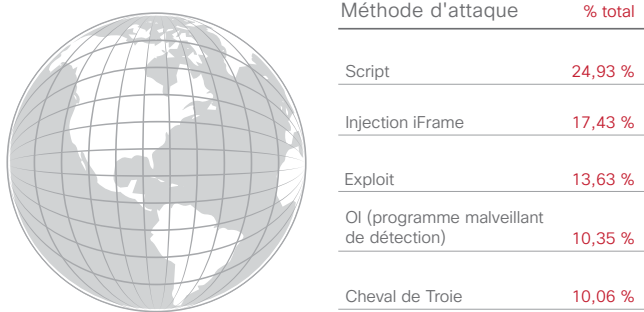 Méthode d'attaque % total
Script 24,93 %
Injection iFrame 17,43 %
Exploit 13,63 %
OI (programme malveillant
de détection) 10,35 %
Cheval de Troie 10,06 %